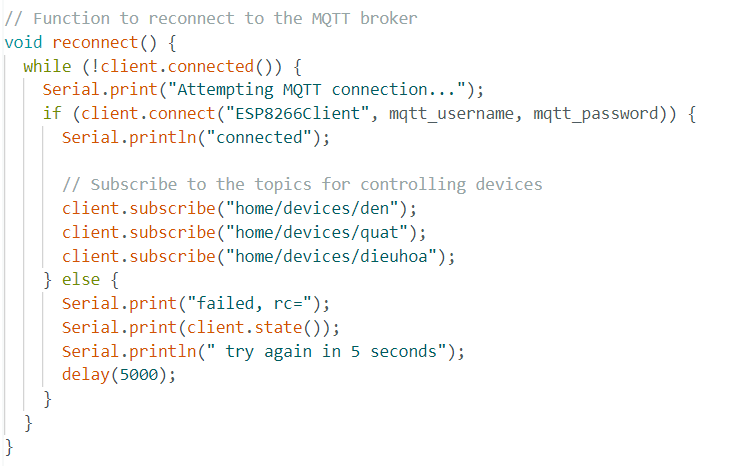 // Function to reconnect to the MQTT broker
void reconnect() {
while (!client.connected()) {
Serial.print("Attempting MQTT connection...");
if (client.connect("ESP8266Client", mqtt_username, mqtt_password)) {
Serial.println("connected");
// Subscribe to the topics for controlling devices
client.subscribe("home/devices/den");
client.subscribe("home/devices/quat");
client.subscribe("home/devices/dieuhoa");
} else {
Serial.print("failed, rc=");
Serial.print(client.state());
Serial.println(" try again in 5 seconds");
delay(5000);
}
}
}